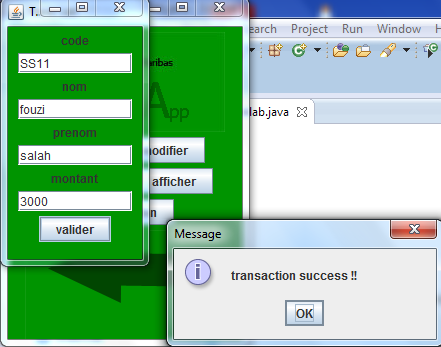 T...
code
SS11
nom
fouzi
prenom
salah
montant
3000
valider
aribas
App
modifier
afficher
n
earch Project Run Window H
lab.java
Message
transaction success !!
OK